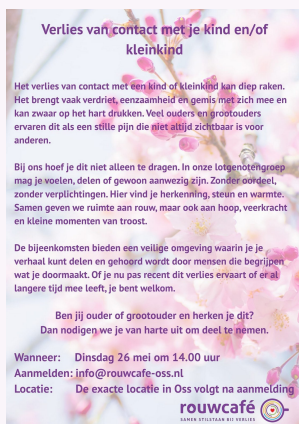 Verlies van contact met je kind en/of
kleinkind
Het verlies van contact met een kind of kleinkind kan diep raken.
Het brengt vaak verdriet, eenzaamheid en gemis met zich mee en
kan zwaar op het hart drukken. Veel ouders en grootouders
ervaren dit als een stille pijn die niet altijd zichtbaar is voor
anderen.
Bij ons hoef je dit niet alleen te dragen. In onze lotgenotengroep
mag je voelen, delen of gewoon aanwezig zijn. Zonder oordeel,
zonder verplichtingen. Hier vind je herkenning, steun en warmte.
Samen geven we ruimte aan rouw, maar ook aan hoop, veerkracht
en kleine momenten van troost.
De bijeenkomsten bieden een veilige omgeving waarin je je
verhaal kunt delen en gehoord wordt door mensen die begrijpen
wat je doormaakt. Of je nu pas recent dit verlies ervaart of er al
langere tijd mee leeft, je bent welkom.
Ben jij ouder of grootouder en herken je dit?
Dan nodigen we je van harte uit om deel te nemen.
Wanneer: Dinsdag 26 mei om 14.00 uur
Aanmelden: info@rouwcafe-oss.nl
Locatie: De exacte locatie in Oss volgt na aanmelding
rouwcafé
SAMEN STILSTAAN BIJ VERLIES